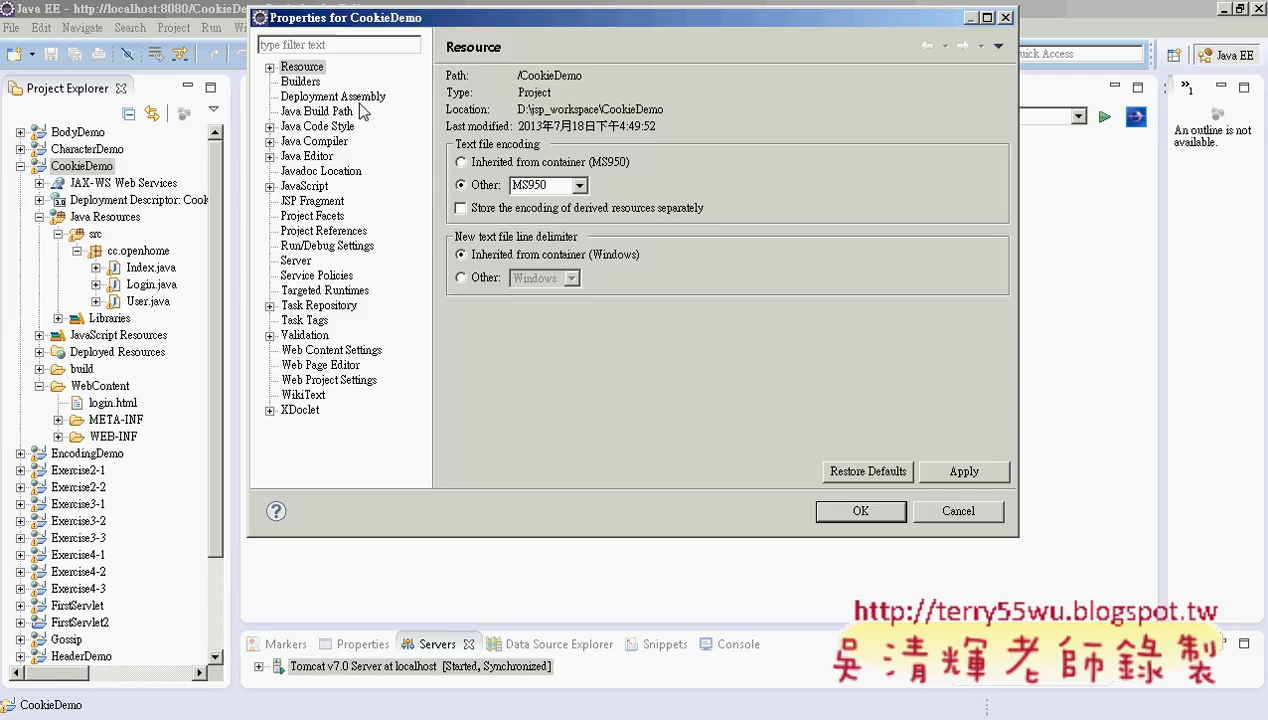 Java EE - http://localhost:8080/CookieDem
Properties for CookieDemo
File Edit Navigate Search Project Run
Quick Access
Java EE
Project Explorer
BodyDemo
CharacterDemo
CookieDemo
JAX-WS Web Services
Deployment Descriptor: Cook
Java Resources
src
cc.openhome
Index.java
Login.java
User.java
Libraries
JavaScript Resources
Deployed Resources
build
WebContent
login.html
META-INF
WEB-INF
EncodingDemo
Exercise2-1
Exercise2-2
Exercise3-1
Exercise3-2
Exercise3-3
Exercise4-1
Exercise4-2
Exercise4-3
FirstServlet
FirstServlet2
Gossip
HeaderDemo
type filter text
Resource
Builders
Deployment Assembly
Java Build Path
Java Code Style
Java Compiler
Java Editor
Javadoc Location
JavaScript
JSP Fragment
Project Facets
Project References
Run/Debug Settings
Server
Service Policies
Targeted Runtimes
Task Repository
Task Tags
Validation
Web Content Settings
Web Page Editor
Web Project Settings
WikiText
XDoclet
Resource
Path: /CookieDemo
Type: Project
Location: D:\jsp_workspace\CookieDemo
Last modified: 2013年7月18日下午4:49:52
Text file encoding
Inherited from container (MS950)
Other: MS950
Store the encoding of derived resources separately
New text file line delimiter
Inherited from container (Windows)
Other: Windows
Restore Defaults Apply
OK Cancel
1
An outline is not
available.
Markers Properties Servers Data Source Explorer Snippets Console
Tomcat v7.0 Server at localhost [Started, Synchronized]
http://terry55wu.blogspot.tw
吳清輝老師錄製
CookieDemo